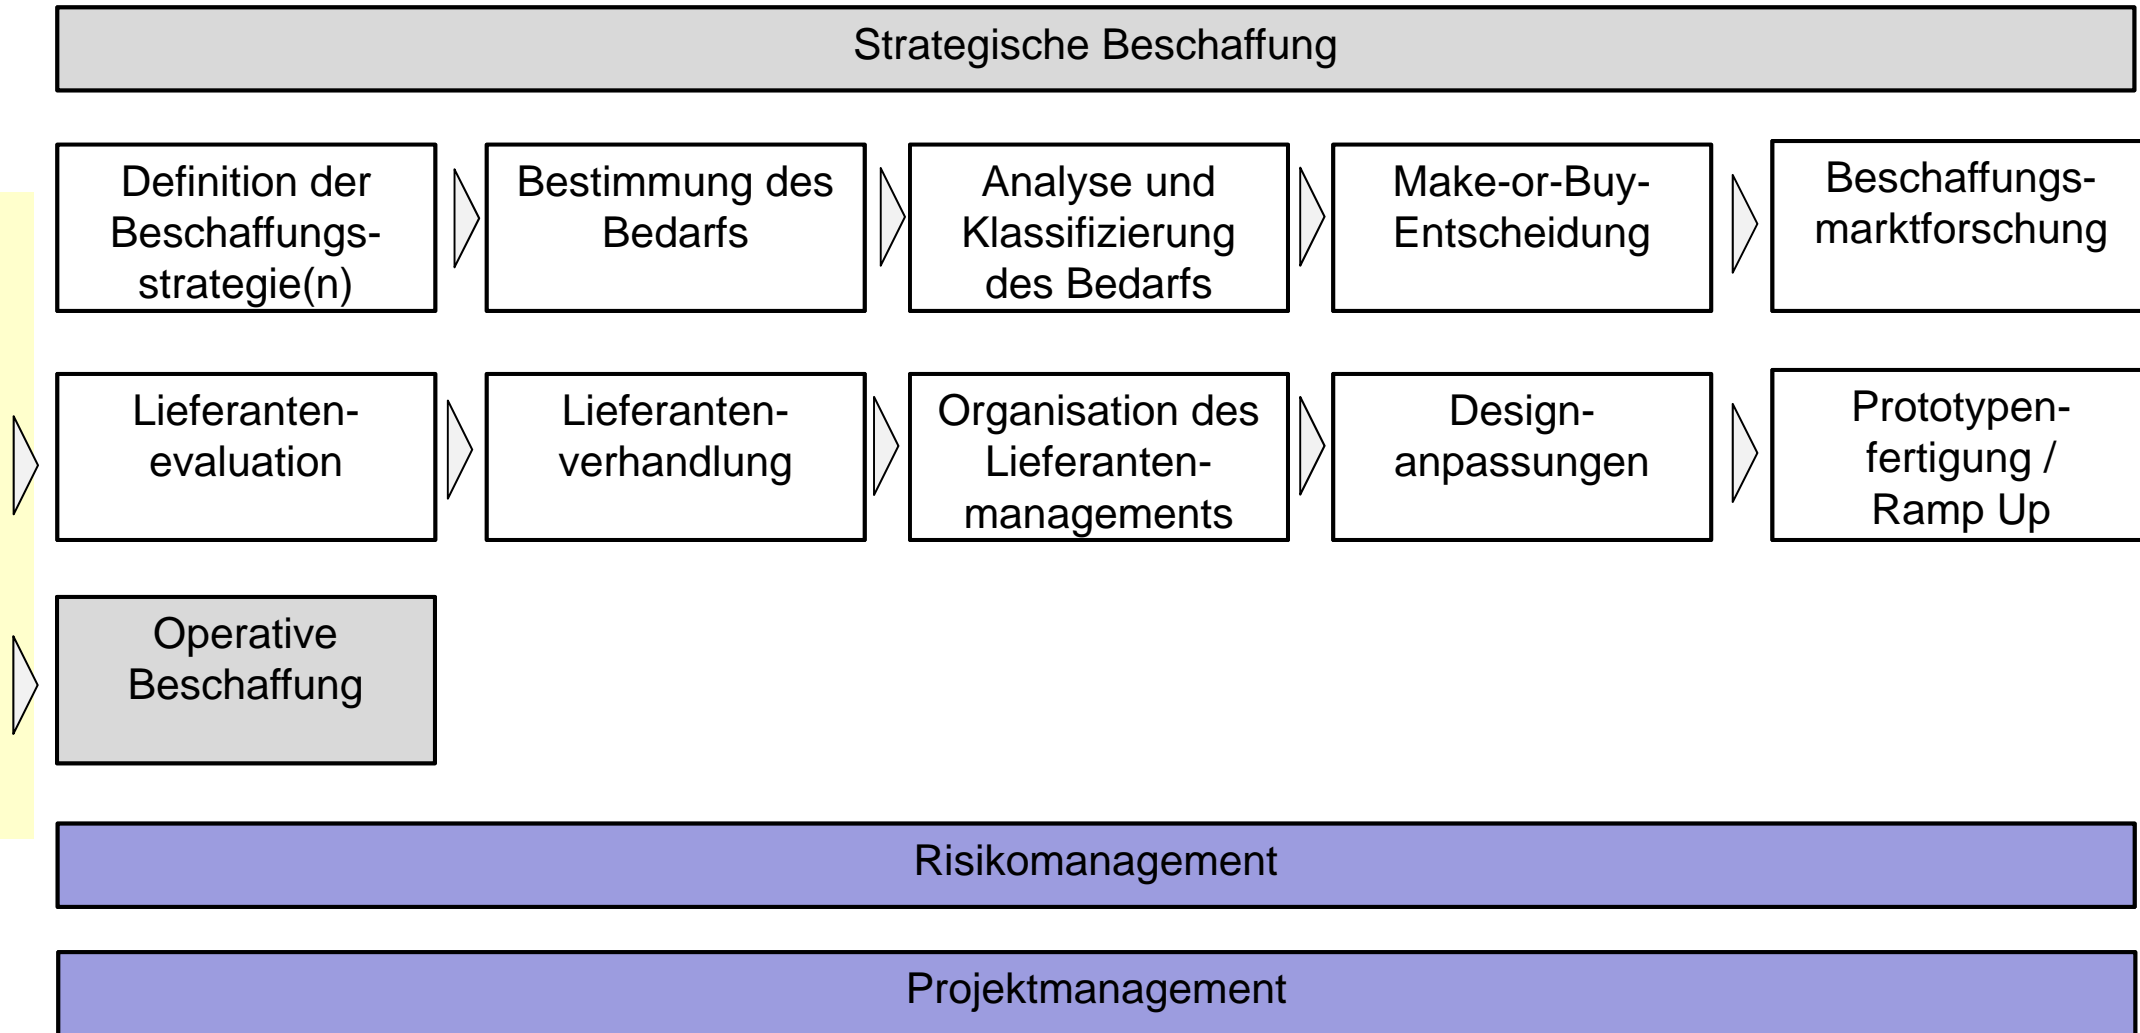 Strategische Beschaffung
Definition der
Beschaffungs-
strategie(n)
Bestimmung des
Bedarfs
Analyse und
Klassifizierung
des Bedarfs
Make-or-Buy-
Entscheidung
Beschaffungs-
marktforschung
Lieferanten-
evaluation
Lieferanten-
verhandlung
Organisation des
Lieferanten-
managements
Design-
anpassungen
Prototypen-
fertigung /
Ramp Up
Operative
Beschaffung
Risikomanagement
Projektmanagement